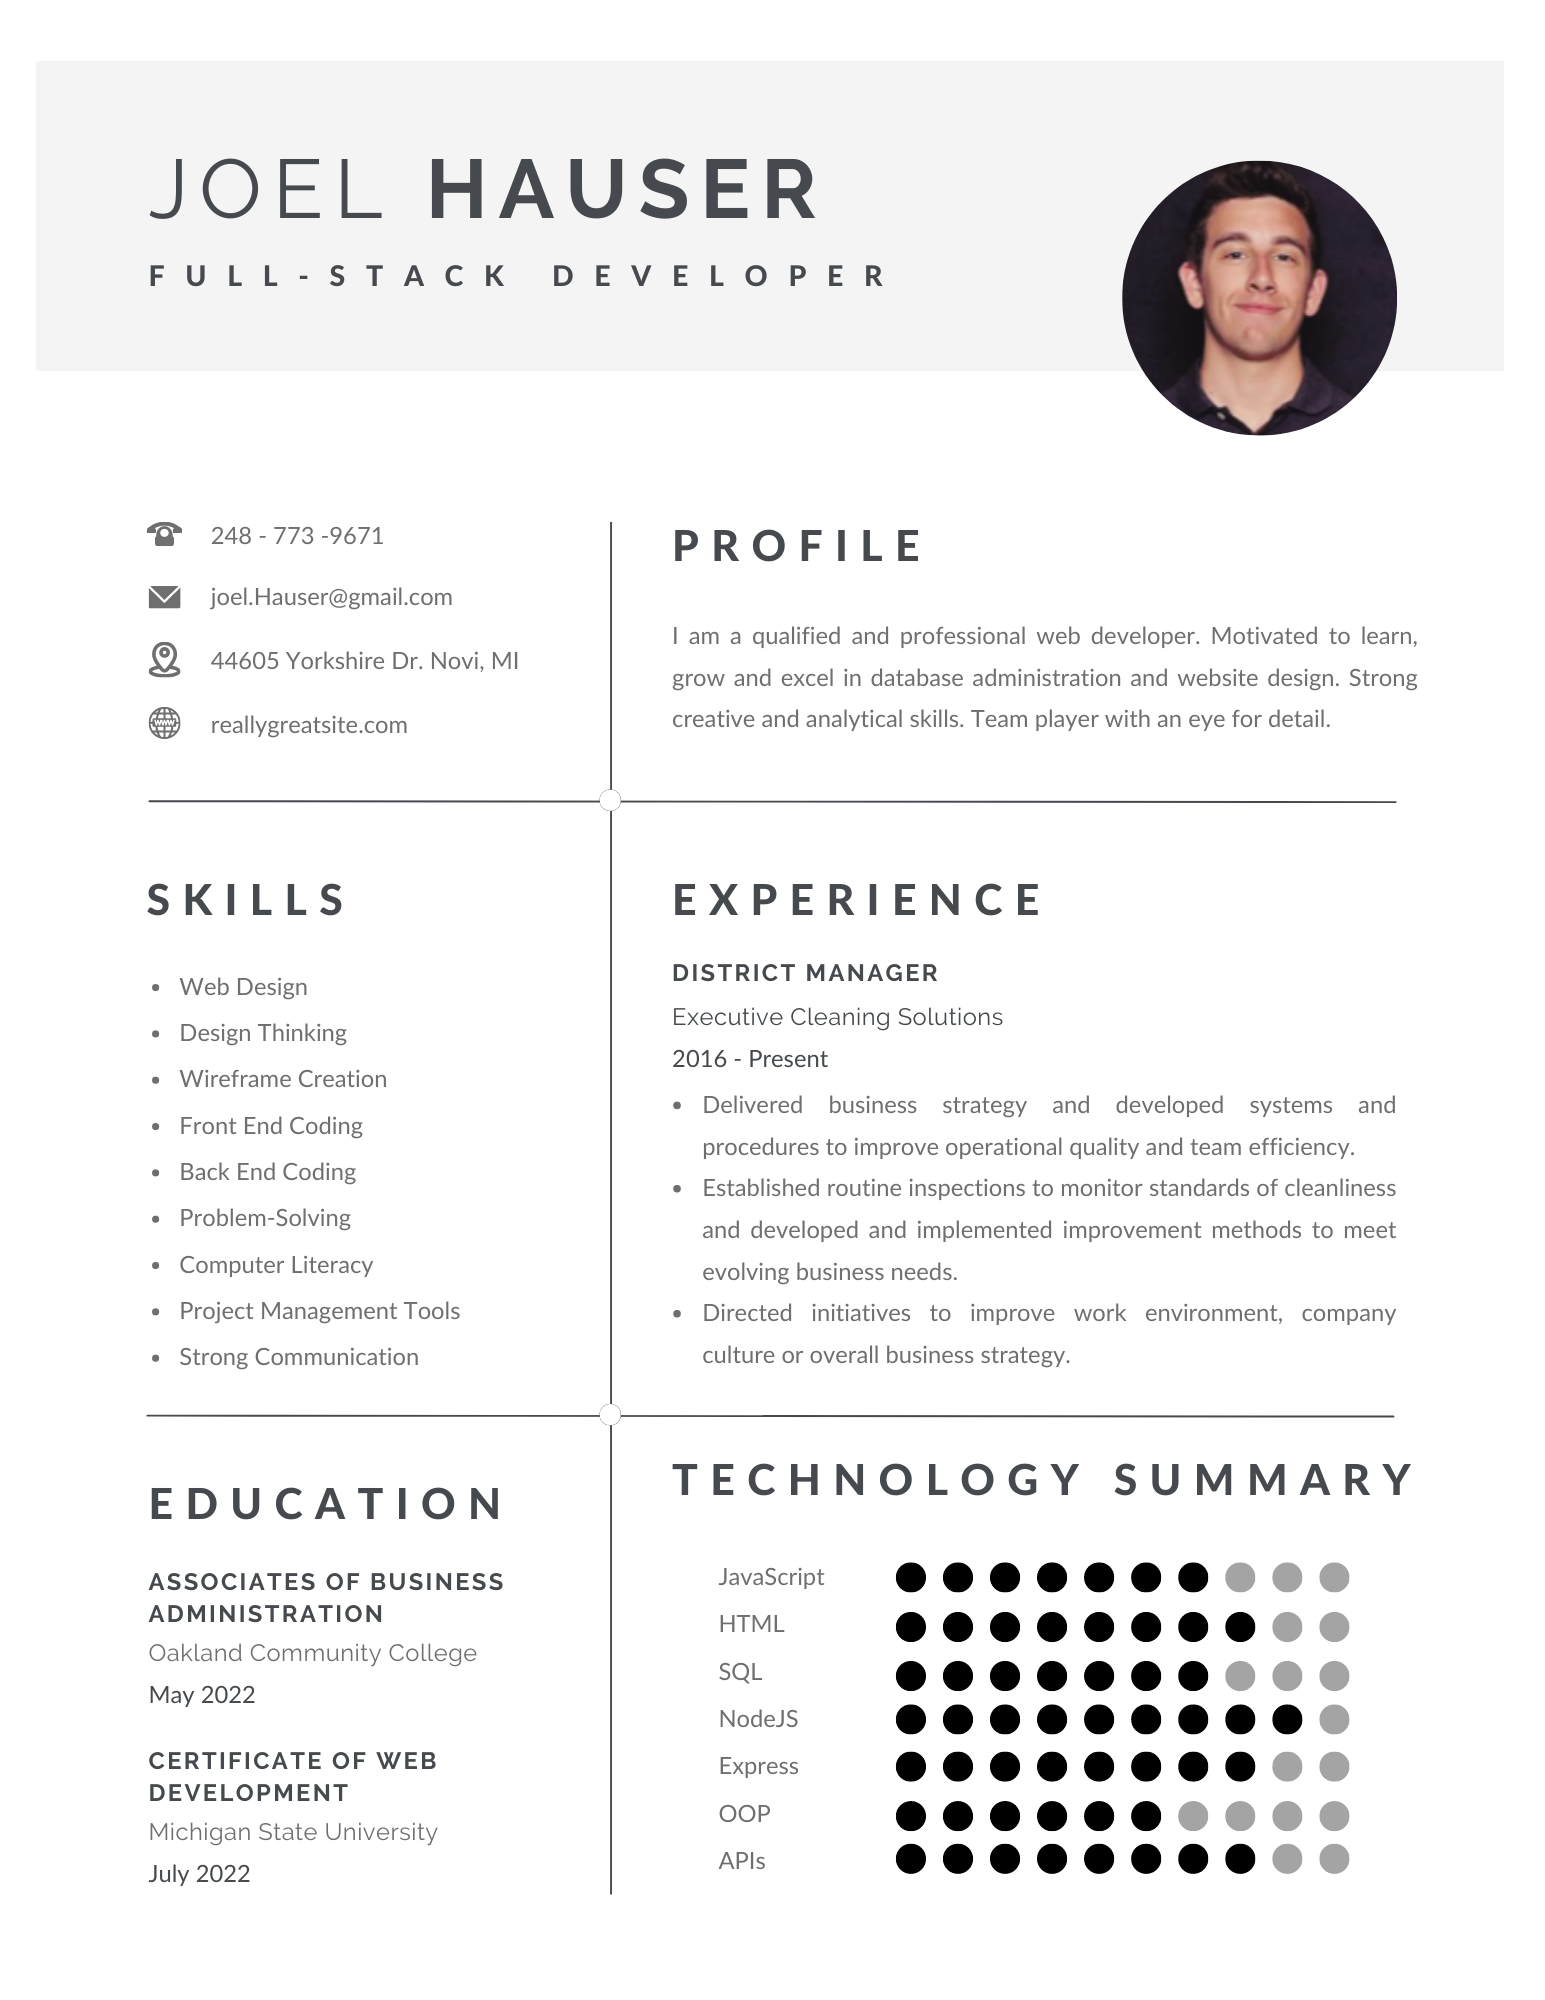 JOEL HAUSER
FULL-STACK DEVELOPER
248 - 773 -9671
joel.Hauser@gmail.com
44605 Yorkshire Dr. Novi, MI
reallygreatsite.com
PROFILE
I am a qualified and professional web developer. Motivated to learn,
grow and excel in database administration and website design. Strong
creative and analytical skills. Team player with an eye for detail.
SKILLS
• Web Design
• Design Thinking
• Wireframe Creation
• Front End Coding
• Back End Coding
• Problem-Solving
• Computer Literacy
• Project Management Tools
• Strong Communication
EXPERIENCE
DISTRICT MANAGER
Executive Cleaning Solutions
2016 - Present
• Delivered business strategy and developed systems and
procedures to improve operational quality and team efficiency.
• Established routine inspections to monitor standards of cleanliness
and developed and implemented improvement methods to meet
evolving business needs.
• Directed initiatives to improve work environment, company
culture or overall business strategy.
EDUCATION
ASSOCIATES OF BUSINESS
ADMINISTRATION
Oakland Community College
May 2022
CERTIFICATE OF WEB
DEVELOPMENT
Michigan State University
July 2022
TECHNOLOGY SUMMARY
JavaScript
HTML
SQL
NodeJS
Express
OOP
APIs